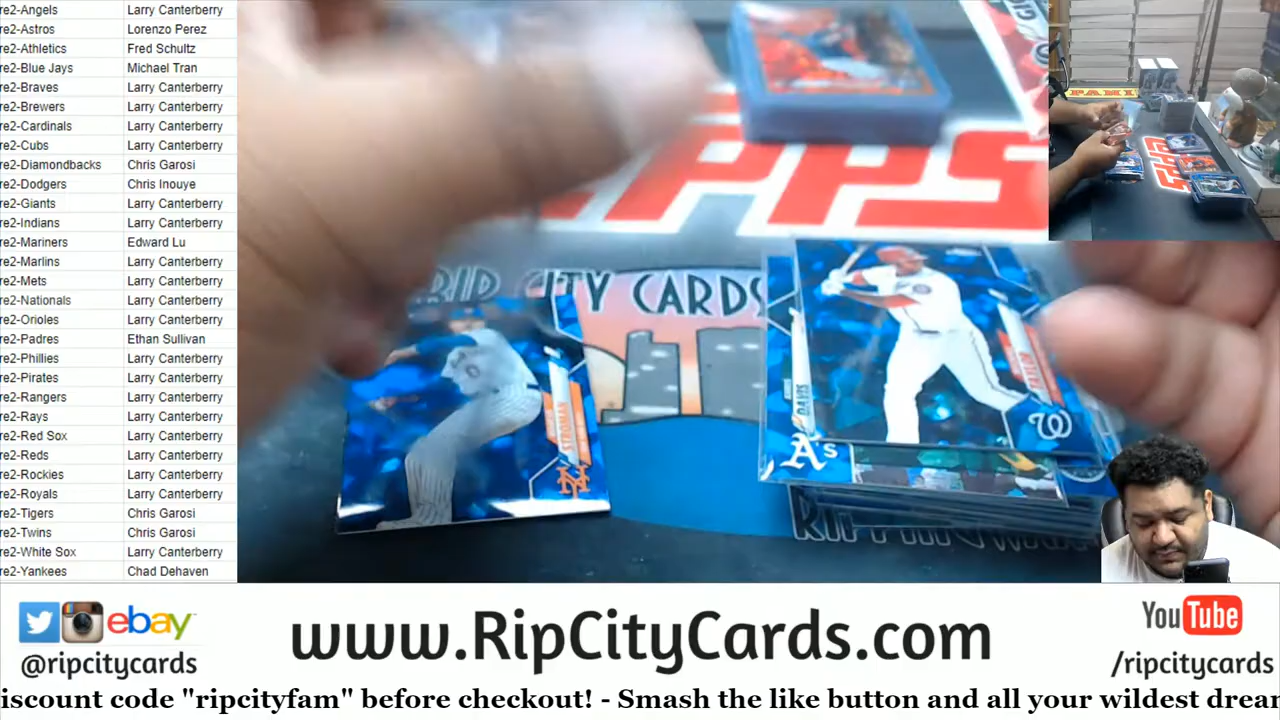 re2-Angels Larry Canterberry
re2-Astros Lorenzo Perez
re2-Athletics Fred Schultz
re2-Blue Jays Michael Tran
re2-Braves Larry Canterberry
re2-Brewers Larry Canterberry
re2-Cardinals Larry Canterberry
re2-Cubs Larry Canterberry
re2-Diamondbacks Chris Garosi
re2-Dodgers Chris Inouye
re2-Giants Larry Canterberry
re2-Indians Larry Canterberry
re2-Mariners Edward Lu
re2-Marlins Larry Canterberry
re2-Mets Larry Canterberry
re2-Nationals Larry Canterberry
re2-Orioles Larry Canterberry
re2-Padres Ethan Sullivan
re2-Phillies Larry Canterberry
re2-Pirates Larry Canterberry
re2-Rangers Larry Canterberry
re2-Rays Larry Canterberry
re2-Red Sox Larry Canterberry
re2-Reds Larry Canterberry
re2-Rockies Larry Canterberry
re2-Royals Larry Canterberry
re2-Tigers Chris Garosi
re2-Twins Chris Garosi
re2-White Sox Larry Canterberry
re2-Yankees Chad Dehaven
PPS
RIP CITY CARDS
STROMAN
NY
DAVIS
A's
TAYLOR
W
ebay
@ripcitycards
www.RipCityCards.com
YouTube
/ripcitycards
iscount code "ripcityfam" before checkout! - Smash the like button and all your wildest drear